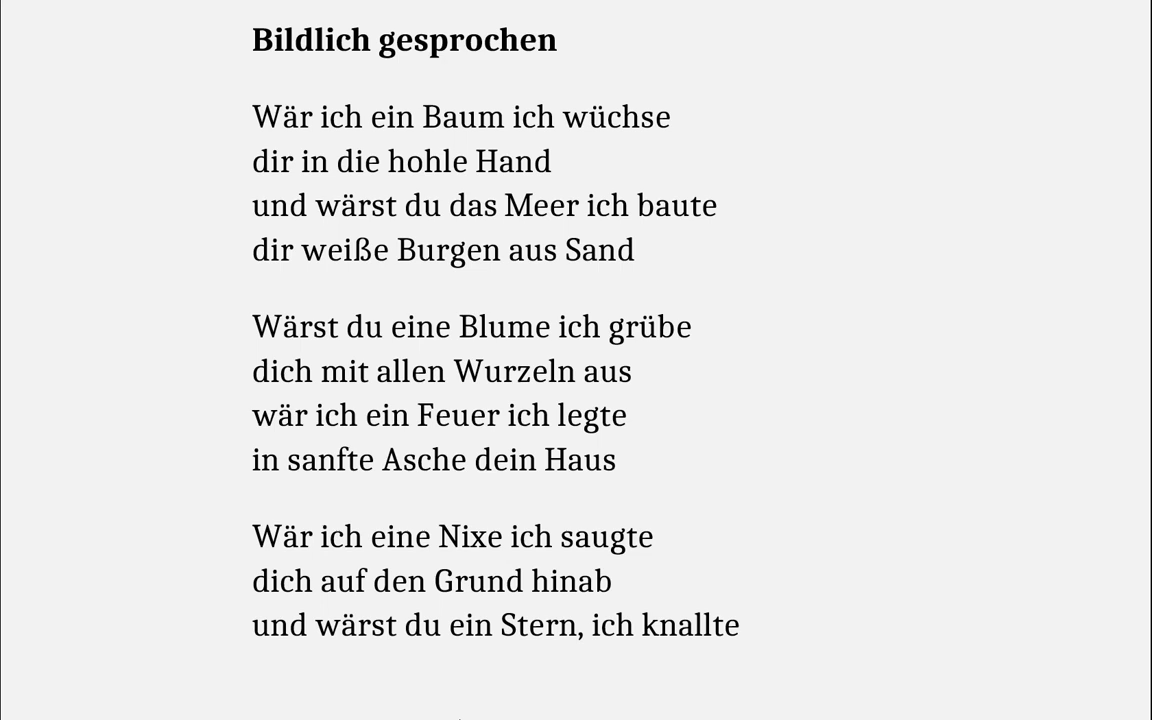 Bildlich gesprochen
Wär ich ein Baum ich wüchse
dir in die hohle Hand
und wärst du das Meer ich baute
dir weiße Burgen aus Sand
Wärst du eine Blume ich grübe
dich mit allen Wurzeln aus
wär ich ein Feuer ich legte
in sanfte Asche dein Haus
Wär ich eine Nixe ich saugte
dich auf den Grund hinab
und wärst du ein Stern, ich knallte